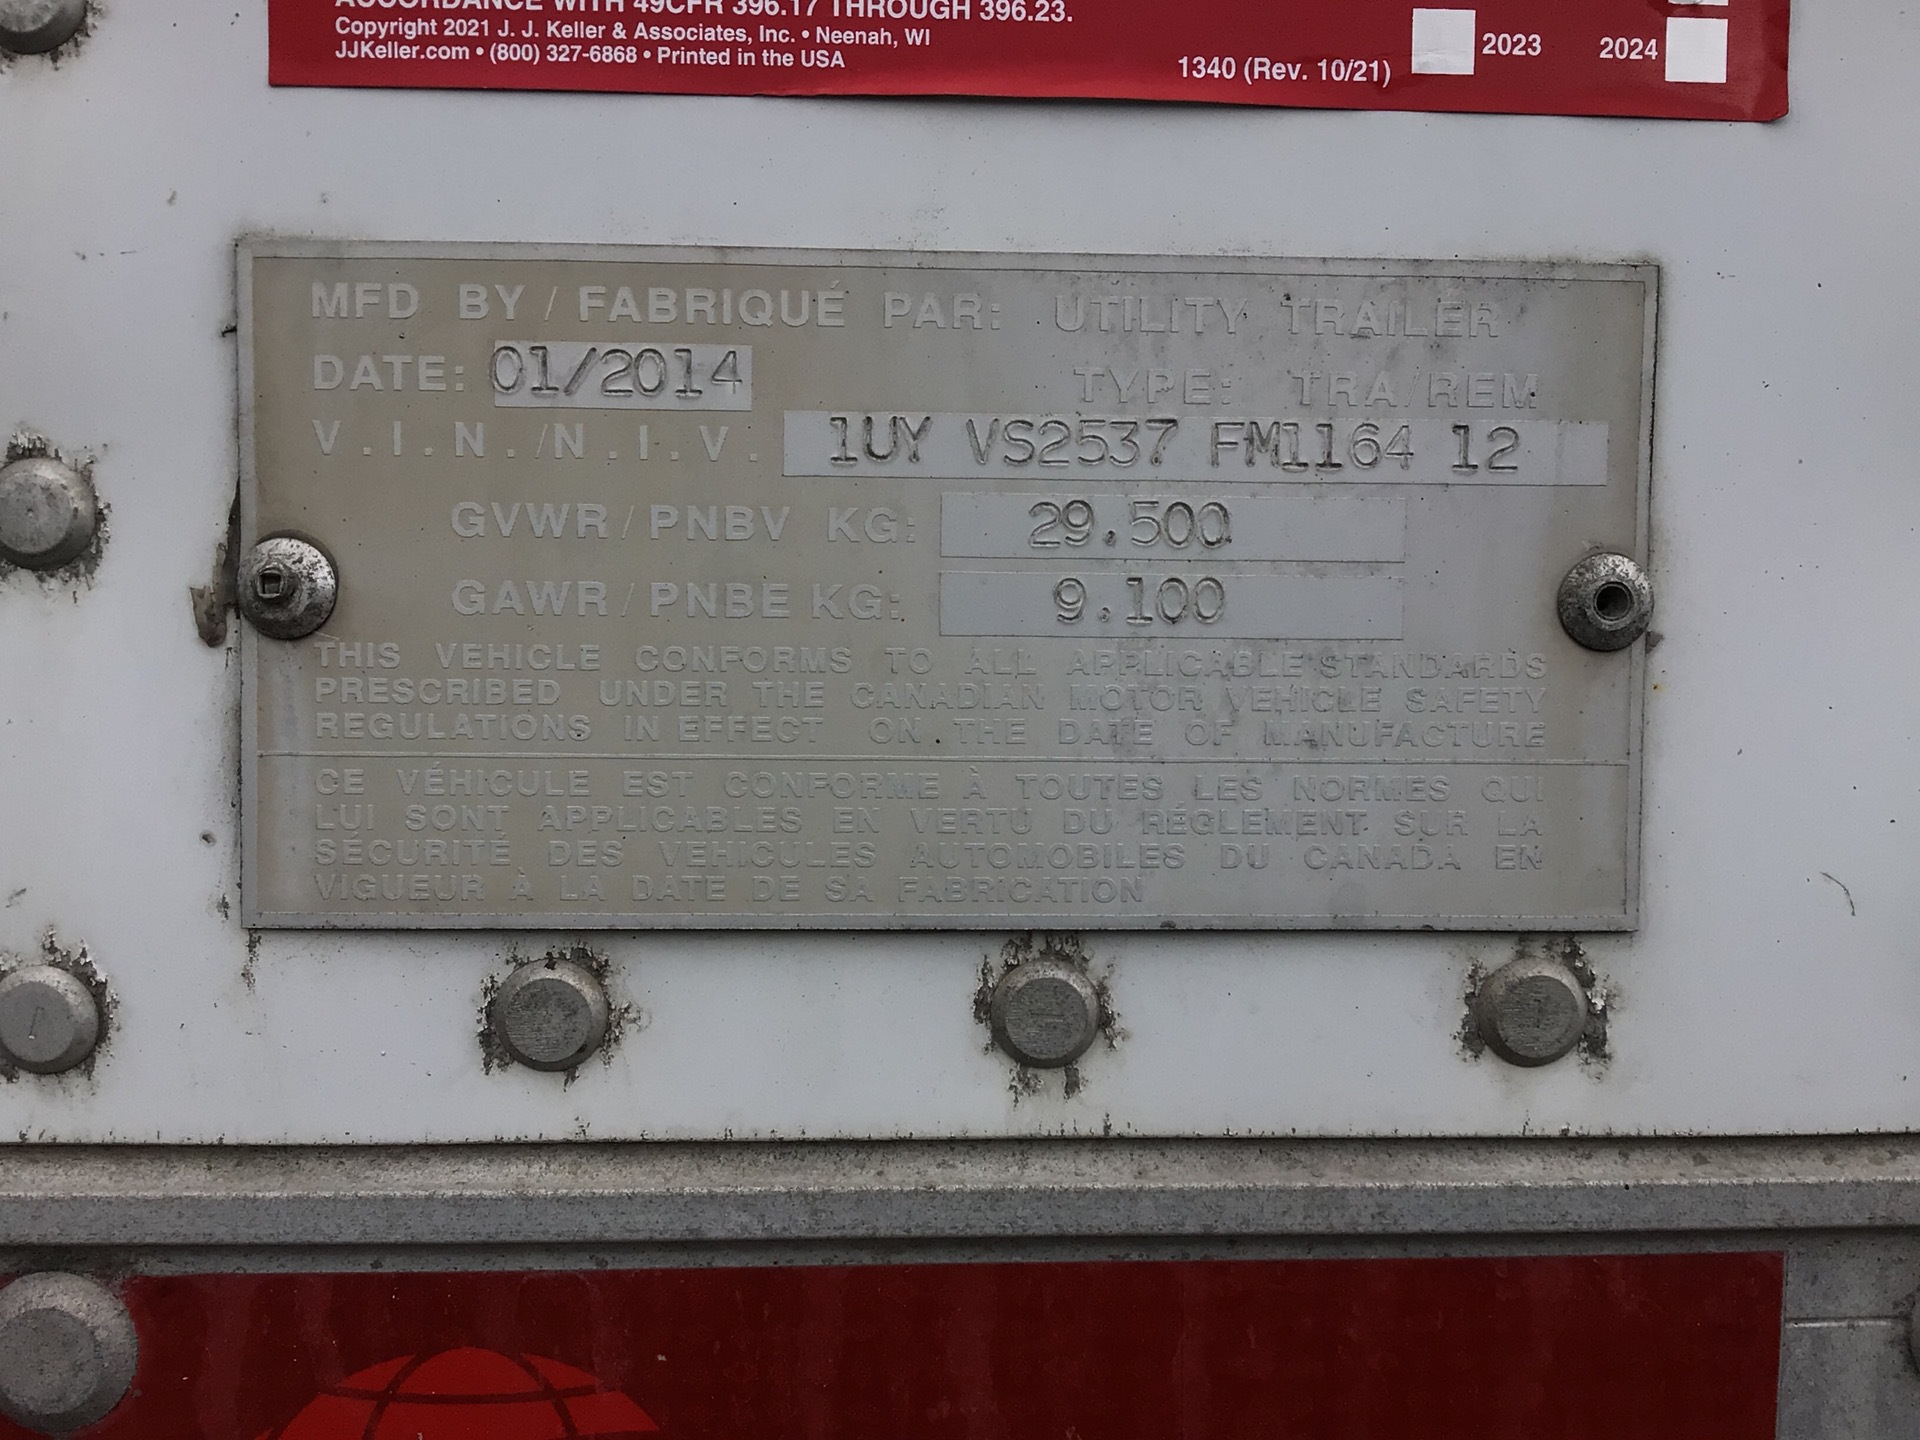 ACCORDANCE WITH 49CFR 396.17 THROUGH 396.23.
Copyright 2021 J. J. Keller & Associates, Inc. • Neenah, WI
JJKeller.com • (800) 327-6868 • Printed in the USA
1340 (Rev. 10/21)
2023
2024
MFD BY / FABRIQUÉ PAR: UTILITY TRAILER
DATE: 01/2014
TYPE: TRA/REM
V.I.N./N.I.V. 1UY VS2537 FM1164 12
GVWR/PNBV KG: 29.500
GAWR/PNBE KG: 9.100
THIS VEHICLE CONFORMS TO ALL APPLICABLE STANDARDS
PRESCRIBED UNDER THE CANADIAN MOTOR VEHICLE SAFETY
REGULATIONS IN EFFECT ON THE DATE OF MANUFACTURE
CE VÉHICULE EST CONFORME À TOUTES LES NORMES QUI
LUI SONT APPLICABLES EN VERTU DU RÉGLEMENT SUR LA
SÉCURITÉ DES VEHICULES AUTOMOBILES DU CANADA EN
VIGUEUR À LA DATE DE SA FABRICATION